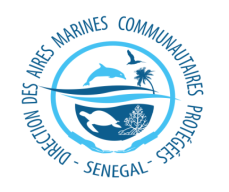 DIRECTION DES AIRES MARINES COMMUNAUTAIRES PROTÉGÉES
- SENEGAL -